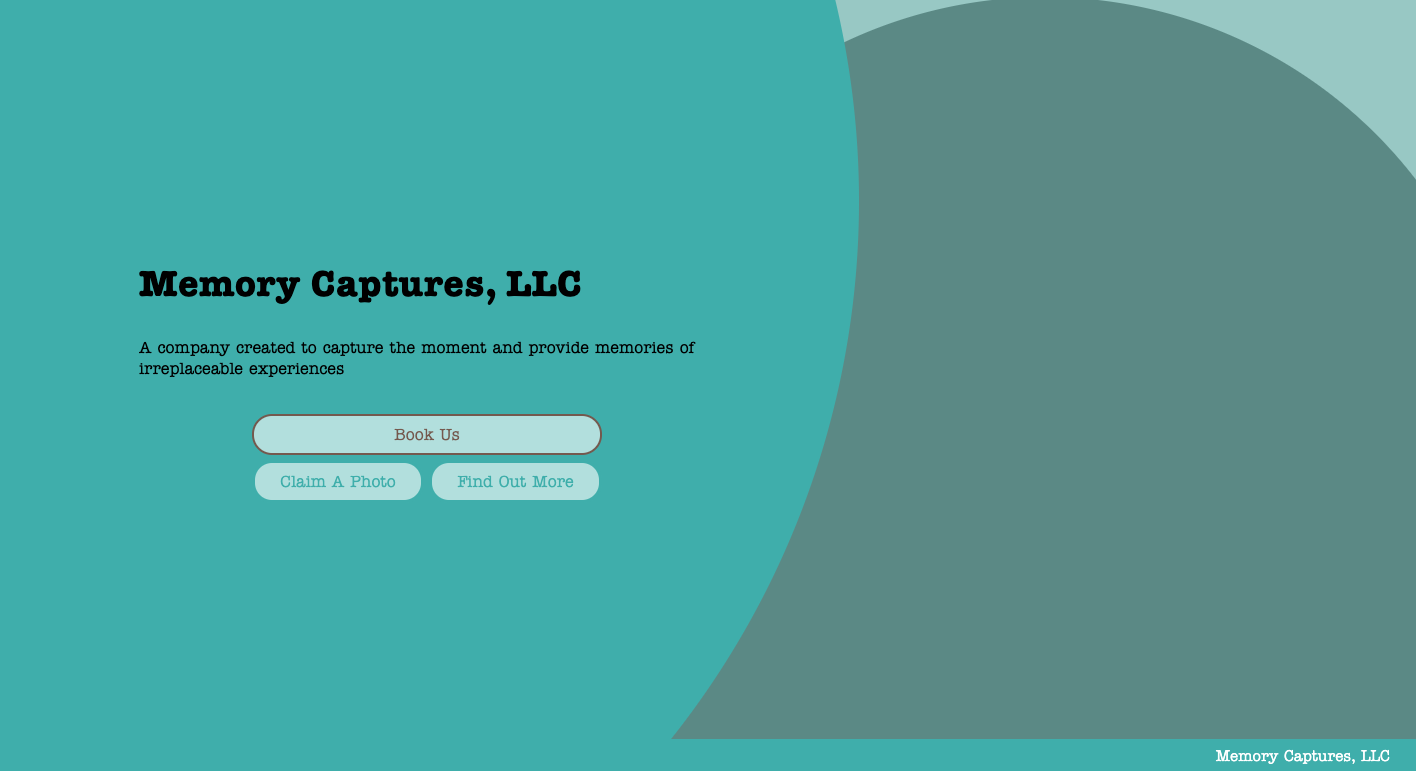 Memory Captures, LLC
A company created to capture the moment and provide memories of
irreplaceable experiences
Book Us
Claim A Photo
Find Out More
Memory Captures, LLC